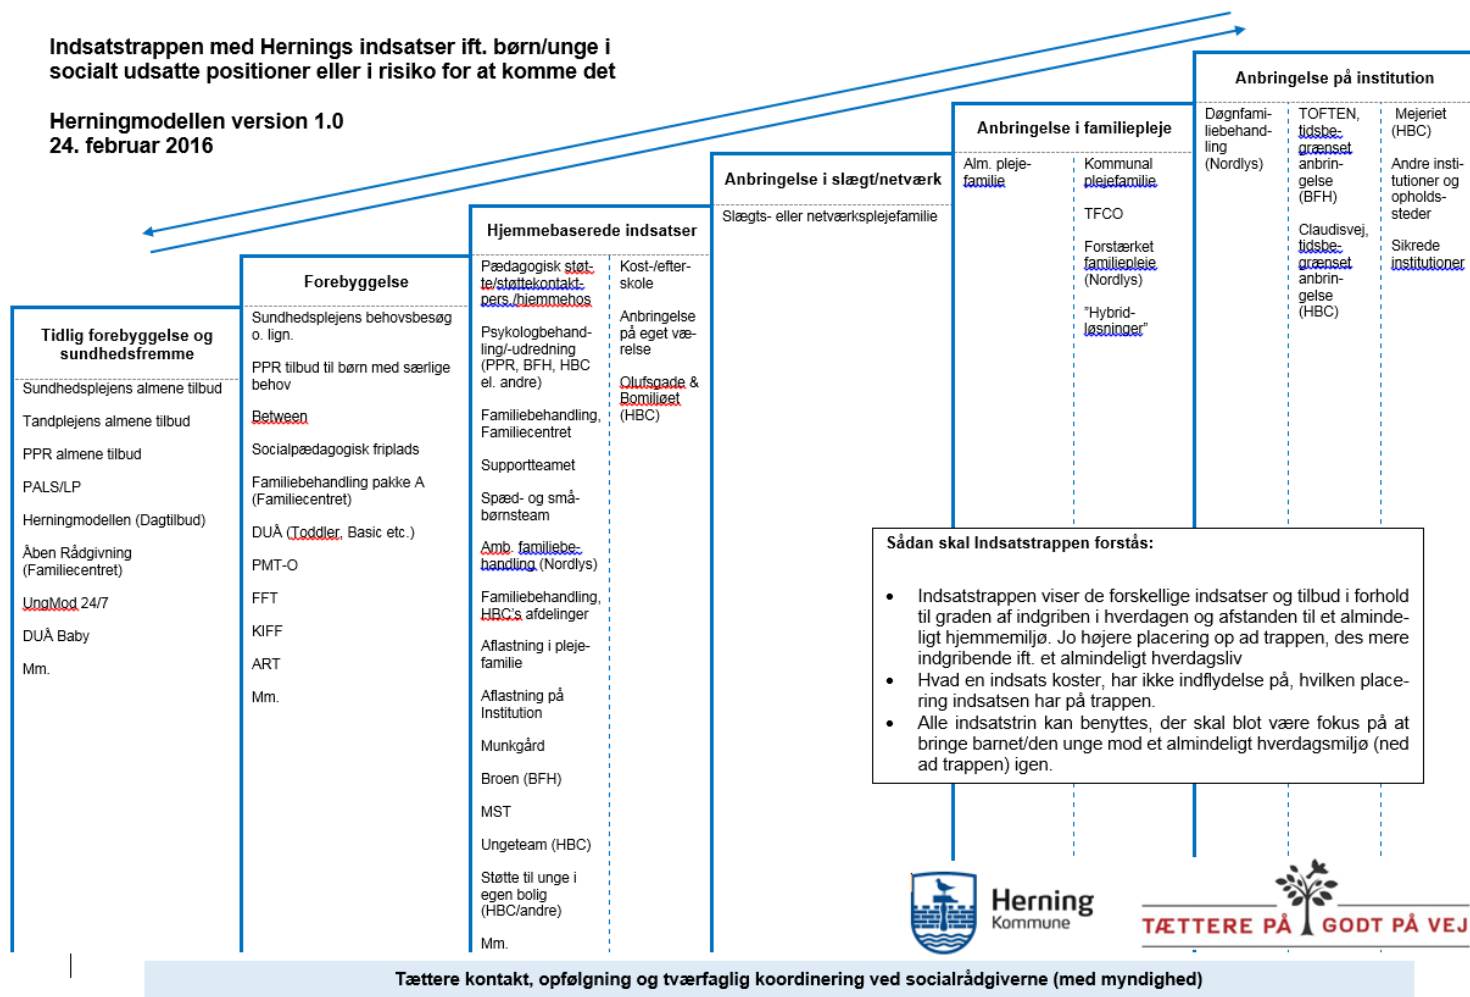 Indsatstrappen med Hernings indsatser ift. børn/unge i
socialt udsatte positioner eller i risiko for at komme det
Herningmodellen version 1.0
24. februar 2016
Tidlig forebyggelse og
sundhedsfremme
Sundhedsplejens almene tilbud
Tandplejens almene tilbud
PPR almene tilbud
PALS/LP
Herningmodellen (Dagtilbud)
Åben Rådgivning
(Familiecentret)
UngMod 24/7
DUÅ Baby
Mm.
Forebyggelse
Sundhedsplejens behovsbesøg
o. lign.
PPR tilbud til børn med særlige
behov
Between
Socialpædagogisk friplads
Familiebehandling pakke A
(Familiecentret)
DUÅ (Toddler, Basic etc.)
PMT-O
FFT
KIFF
ART
Mm.
Hjemmebaserede indsatser
Pædagogisk støt-
te/støttekontakt-
pers./hjemmehos
Psykologbehand-
ling/-udredning
(PPR, BFH, HBC
el. andre)
Familiebehandling,
Familiecentret
Supportteamet
Spæd- og små-
børnsteam
Amb. familiebe-
handling (Nordlys)
Familiebehandling,
HBC's afdelinger
Aflastning i pleje-
familie
Aflastning på
Institution
Munkgård
Broen (BFH)
MST
Ungeteam (HBC)
Støtte til unge i
egen bolig
(HBC/andre)
Mm.
Kost-/efter-
skole
Anbringelse
på eget væ-
relse
Olufsgade &
Bomiljøet
(HBC)
Anbringelse i slægt/netværk
Slægts- eller netværksplejefamilie
Anbringelse i familiepleje
Alm. pleje-
familie
Kommunal
plejefamilie
TFCO
Forstærket
familiepleje
(Nordlys)
"Hybrid-
løsninger"
Anbringelse på institution
Døgnfami-
liebehand-
ling
(Nordlys)
TOFTEN,
tidsbe-
grænset
anbrin-
gelse
(BFH)
Claudisvej,
tidsbe-
grænset
anbrin-
gelse
(HBC)
Mejeriet
(HBC)
Andre insti-
tutioner og
opholds-
steder
Sikrede
institutioner
Sådan skal Indsatstrappen forstås:
• Indsatstrappen viser de forskellige indsatser og tilbud i forhold
til graden af indgriben i hverdagen og afstanden til et alminde-
ligt hjemmemiljø. Jo højere placering op ad trappen, des mere
indgribende ift. et almindeligt hverdagsliv
• Hvad en indsats koster, har ikke indflydelse på, hvilken place-
ring indsatsen har på trappen.
• Alle indsatstrin kan benyttes, der skal blot være fokus på at
bringe barnet/den unge mod et almindeligt hverdagsmiljø (ned
ad trappen) igen.
Herning
Kommune
TÆTTERE PÅ GODT PÅ VEJ
Tættere kontakt, opfølgning og tværfaglig koordinering ved socialrådgiverne (med myndighed)